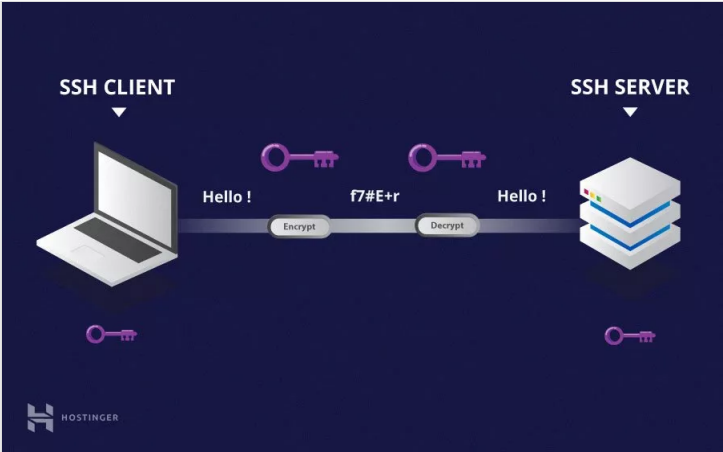 SSH CLIENT
SSH SERVER
Hello !
f7#E+r
Hello !
Encrypt
Decrypt
HOSTINGER